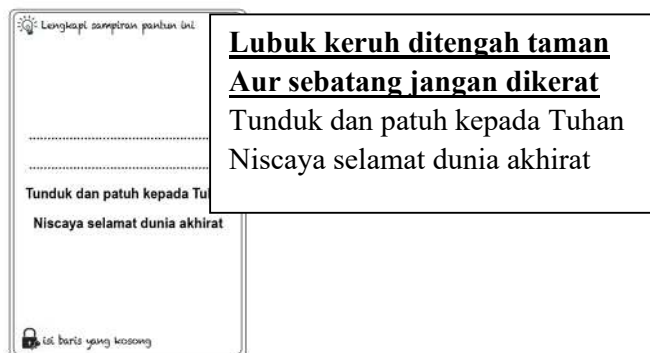 Lengkapi sampiran pantun ini
Tunduk dan patuh kepada Tu
Niscaya selamat dunia akhirat
isi baris yang kosong
Lubuk keruh ditengah taman
Aur sebatang jangan dikerat
Tunduk dan patuh kepada Tuhan
Niscaya selamat dunia akhirat